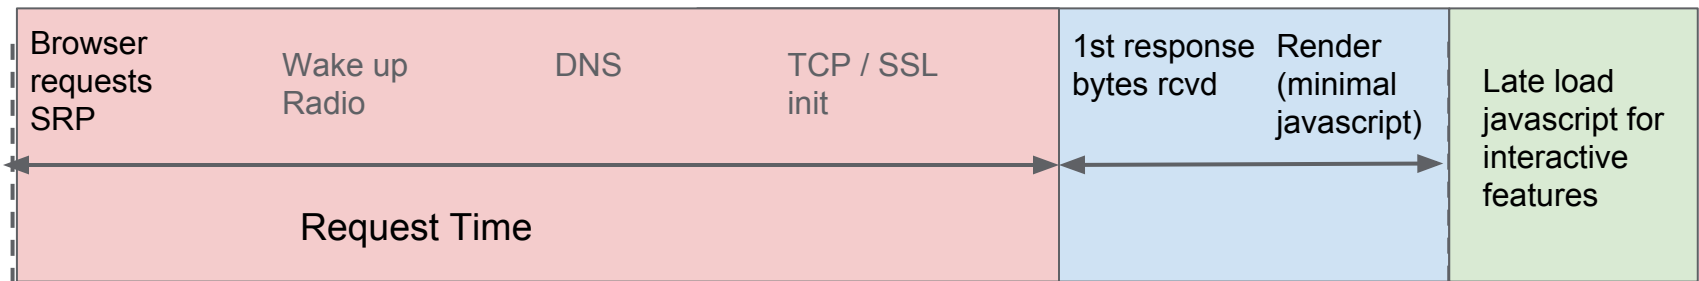 Browser
requests
SRP
Wake up
Radio
DNS
TCP / SSL
init
1st response
bytes rcvd
Render
(minimal
javascript)
Late load
javascript for
interactive
features
Request Time